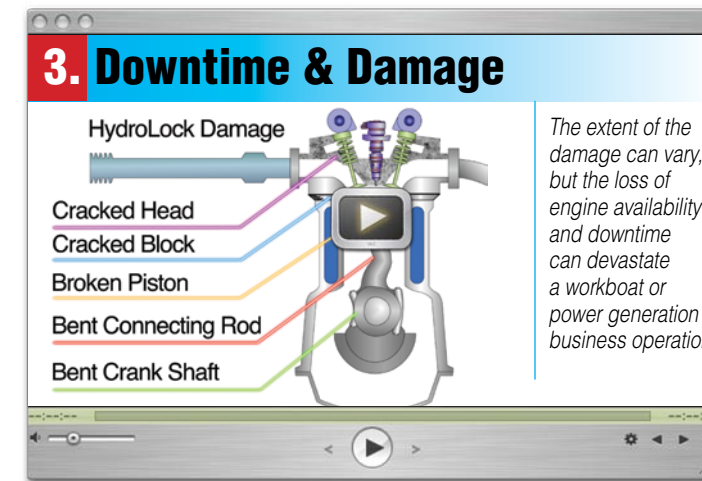 3. Downtime & Damage
HydroLock Damage
Cracked Head
Cracked Block
Broken Piston
Bent Connecting Rod
Bent Crank Shaft
The extent of the
damage can vary,
but the loss of
engine availability
and downtime
can devastate
a workboat or
power generation
business operatio
--:--:--
--:--